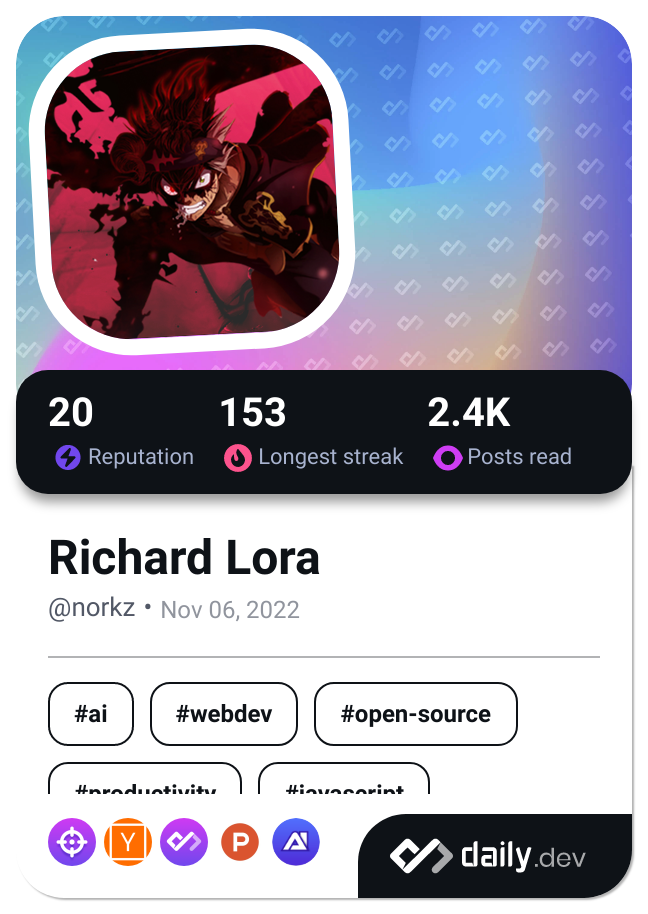 20 153 2.4K
Reputation Longest streak Posts read
Richard Lora
@norkz • Nov 06, 2022
#ai #webdev #open-source
#productivity #javascript
Y P daily.dev